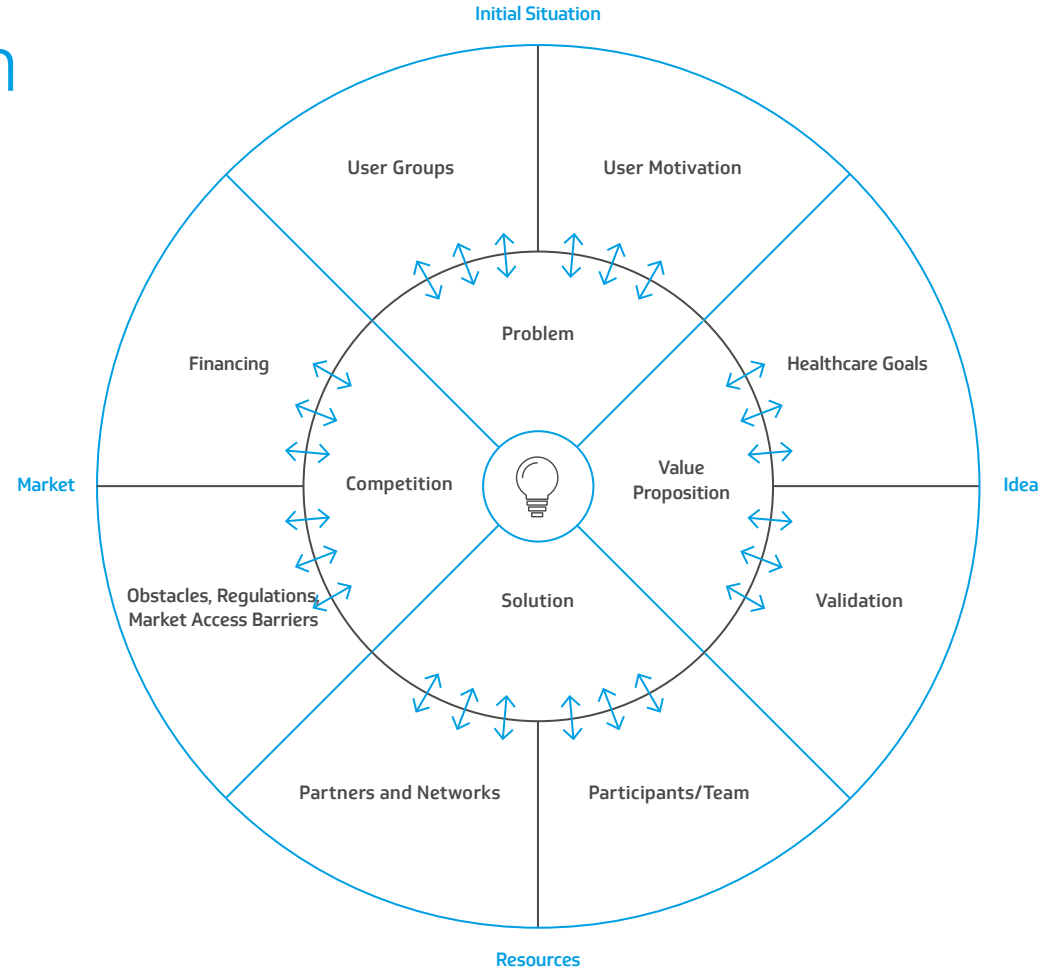 Initial Situation
n
User Groups
User Motivation
Problem
Financing
Healthcare Goals
Market
Competition
Value
Proposition
Idea
Obstacles, Regulations,
Market Access Barriers
Solution
Validation
Partners and Networks
Participants/Team
Resources